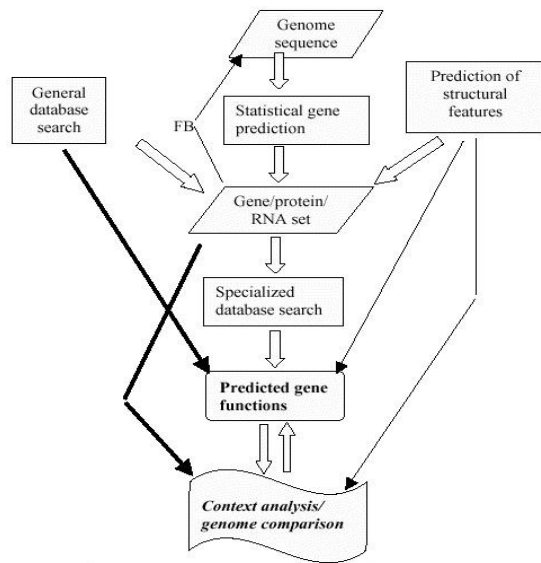 Genome
sequence
General
database
search
Prediction of
structural
features
FB
Statistical gene
prediction
Gene/protein/
RNA set
Specialized
database search
Predicted gene
functions
Context analysis/
genome comparison